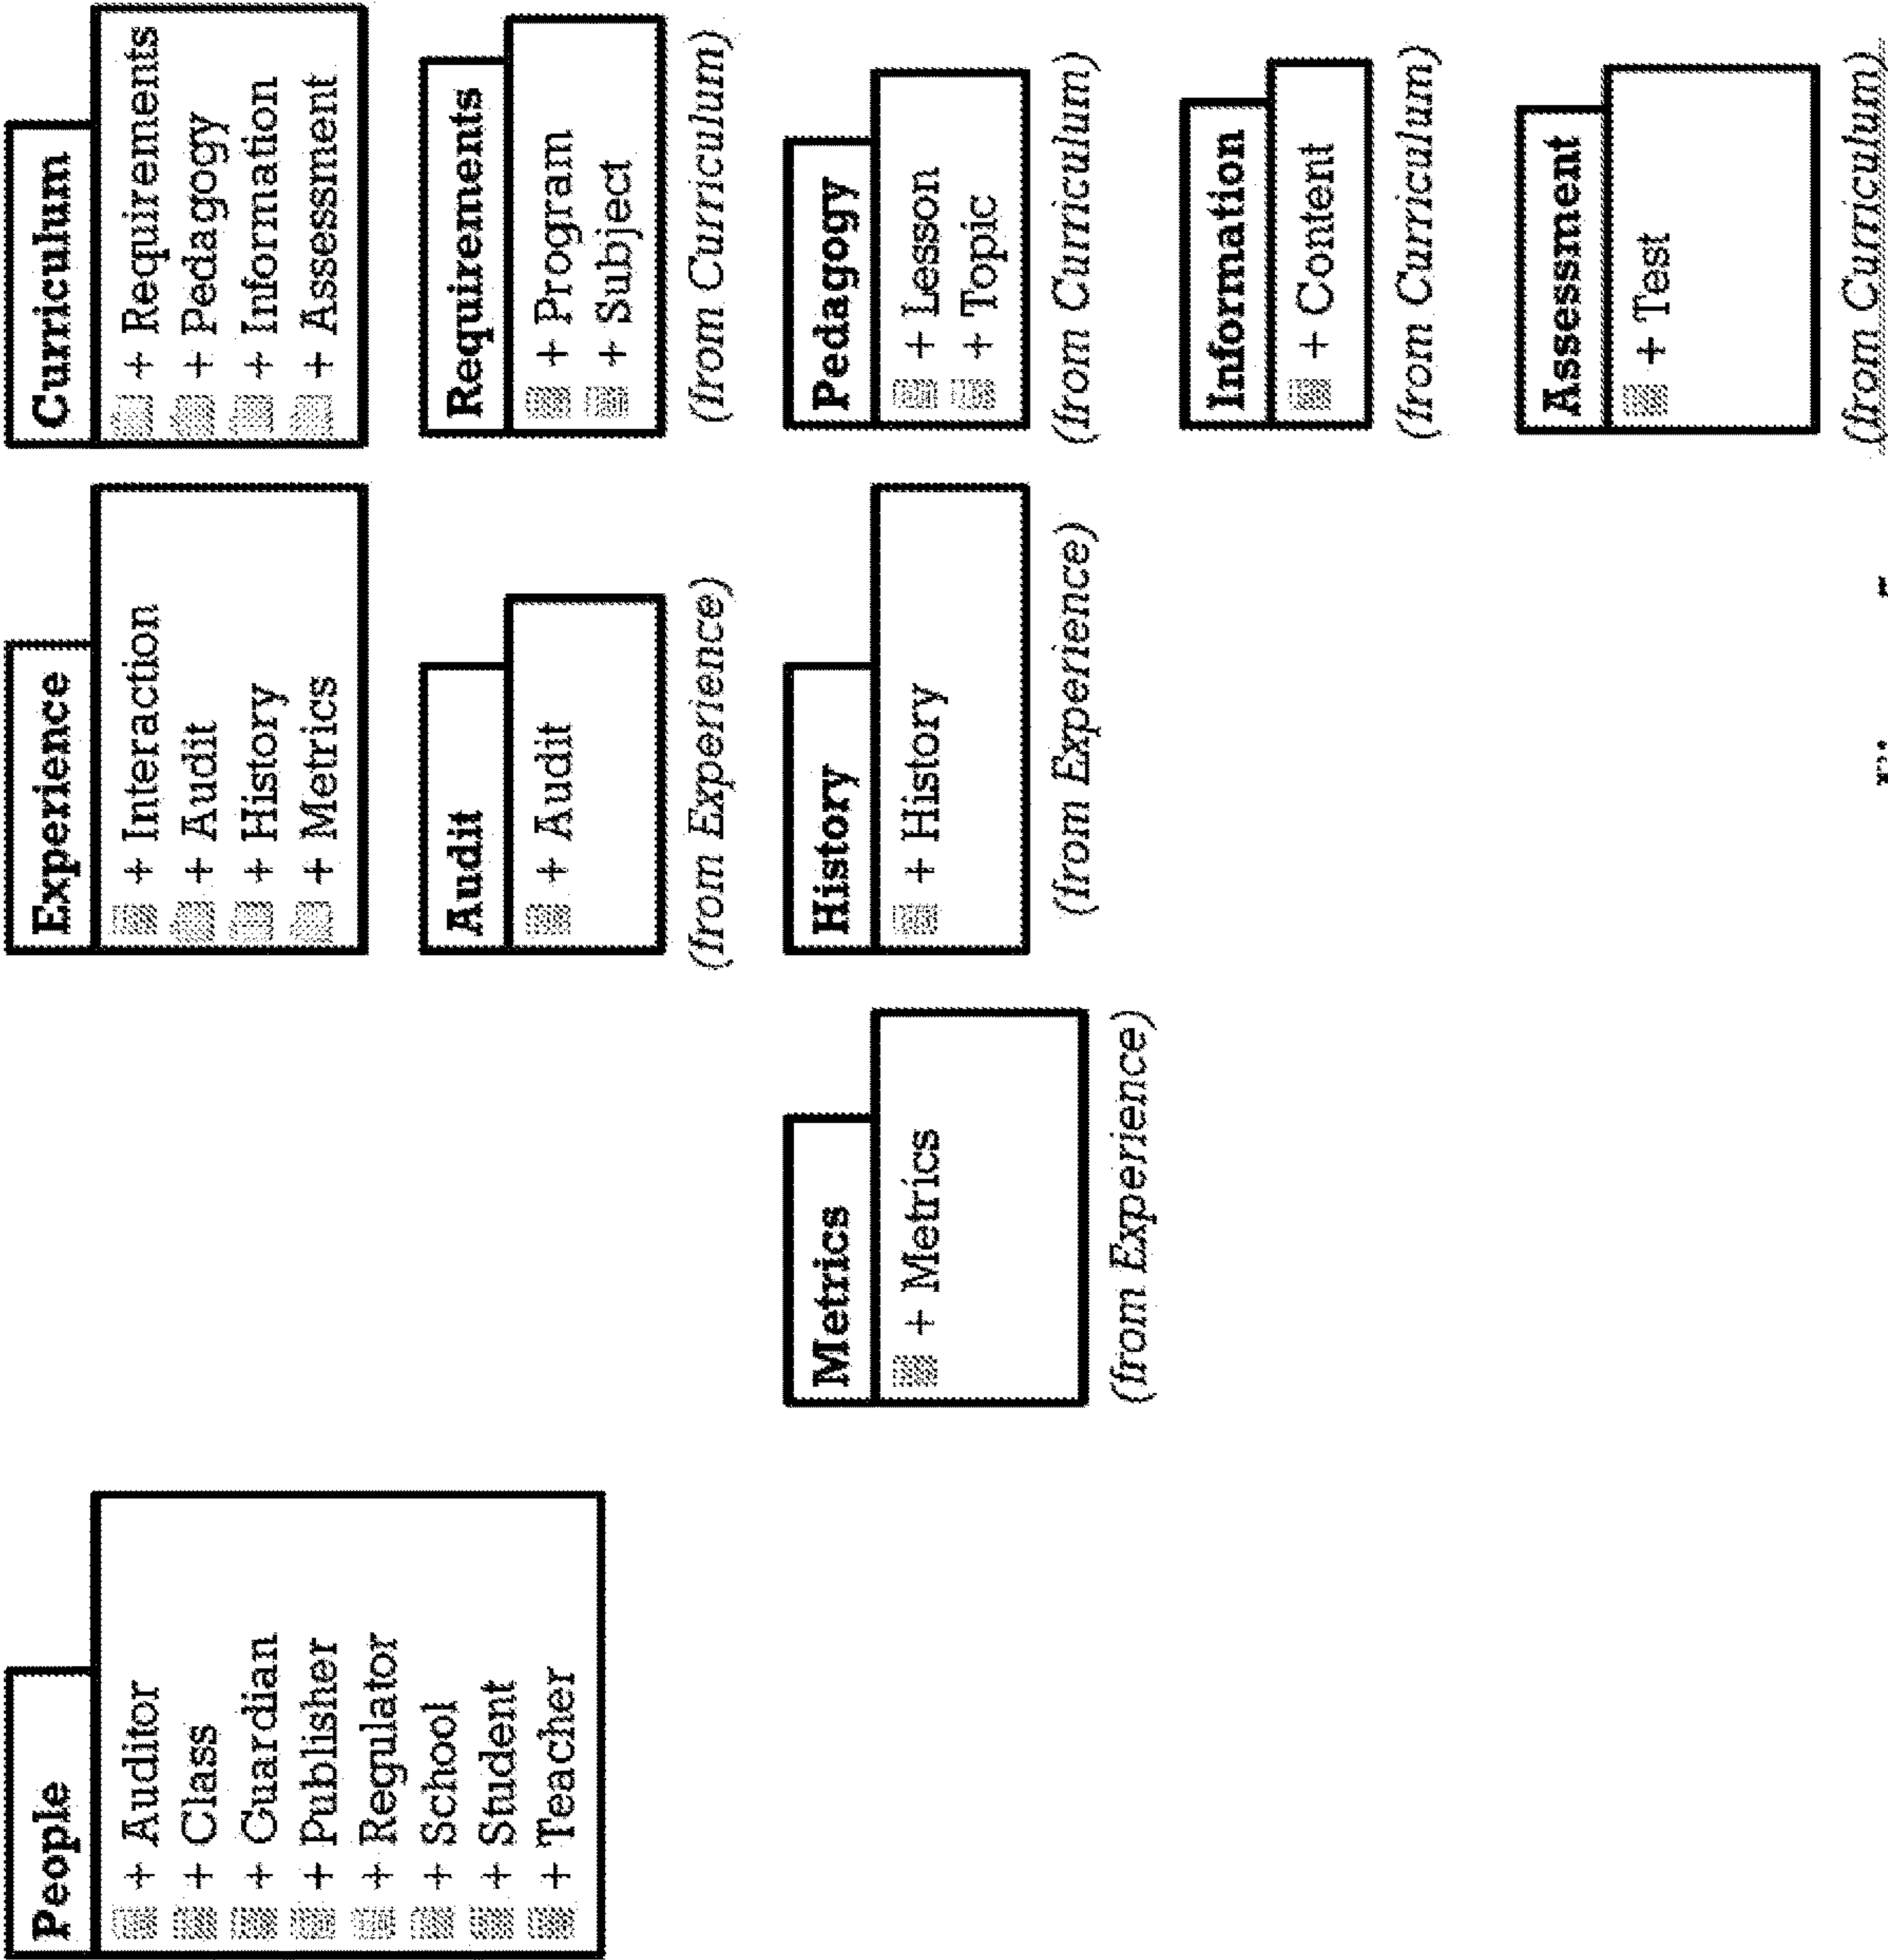 People
+ Auditor
+ Class
+ Guardian
+ Publisher
+ Regulator
+ School
+ Student
+ Teacher
Experience
+ Interaction
+ Audit
+ History
+ Metrics
Curriculum
+ Requirements
+ Pedagogy
+ Information
+ Assessment
Audit
+ Audit
(from Experience)
Requirements
+ Program
+ Subject
(from Curriculum)
Metrics
+ Metrics
(from Experience)
History
+ History
(from Experience)
Pedagogy
+ Lesson
+ Topic
(from Curriculum)
Information
+ Content
(from Curriculum)
Assessment
+ Test
(from Curriculum)